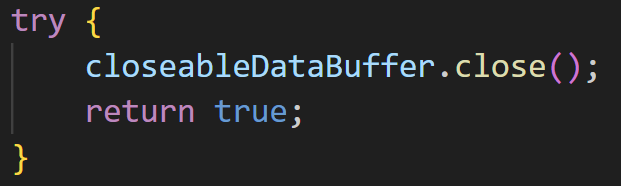 try {
    closeableDataBuffer.close();
    return true;
}